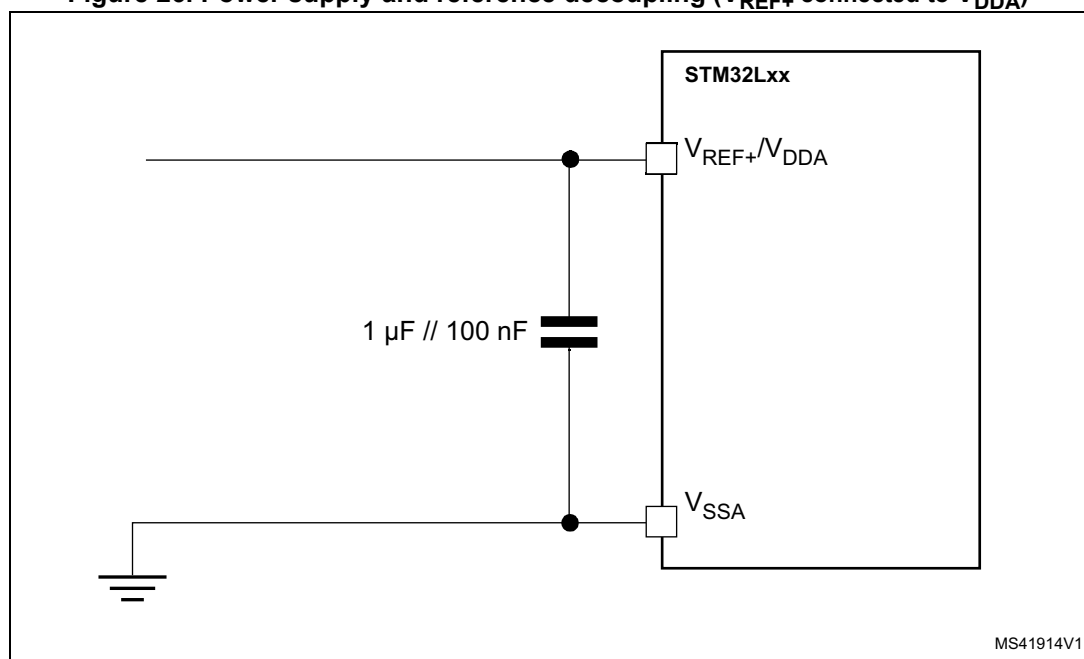 STM32Lxx
VREF+/VDDA
1 µF // 100 nF
VSSA
MS41914V1